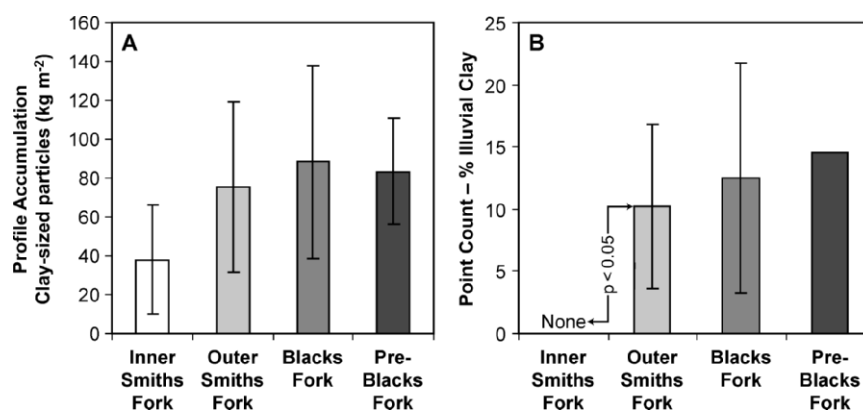 A
Profile Accumulation
Clay-sized particles (kg m⁻²)
160
140
120
100
80
60
40
20
0
Inner
Smiths
Fork
Outer
Smiths
Fork
Blacks
Fork
Pre-
Blacks
Fork
B
Point Count – % Illuvial Clay
25
20
15
10
5
0
None
p < 0.05
Inner
Smiths
Fork
Outer
Smiths
Fork
Blacks
Fork
Pre-
Blacks
Fork